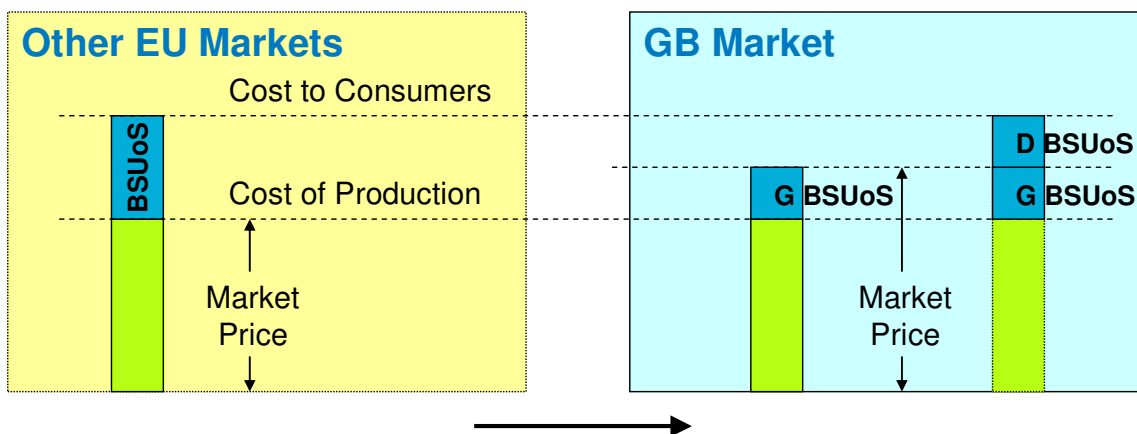 Other EU Markets
Cost to Consumers
BSUoS
Cost of Production
Market
Price
GB Market
D BSUoS
G BSUoS
G BSUoS
Market
Price